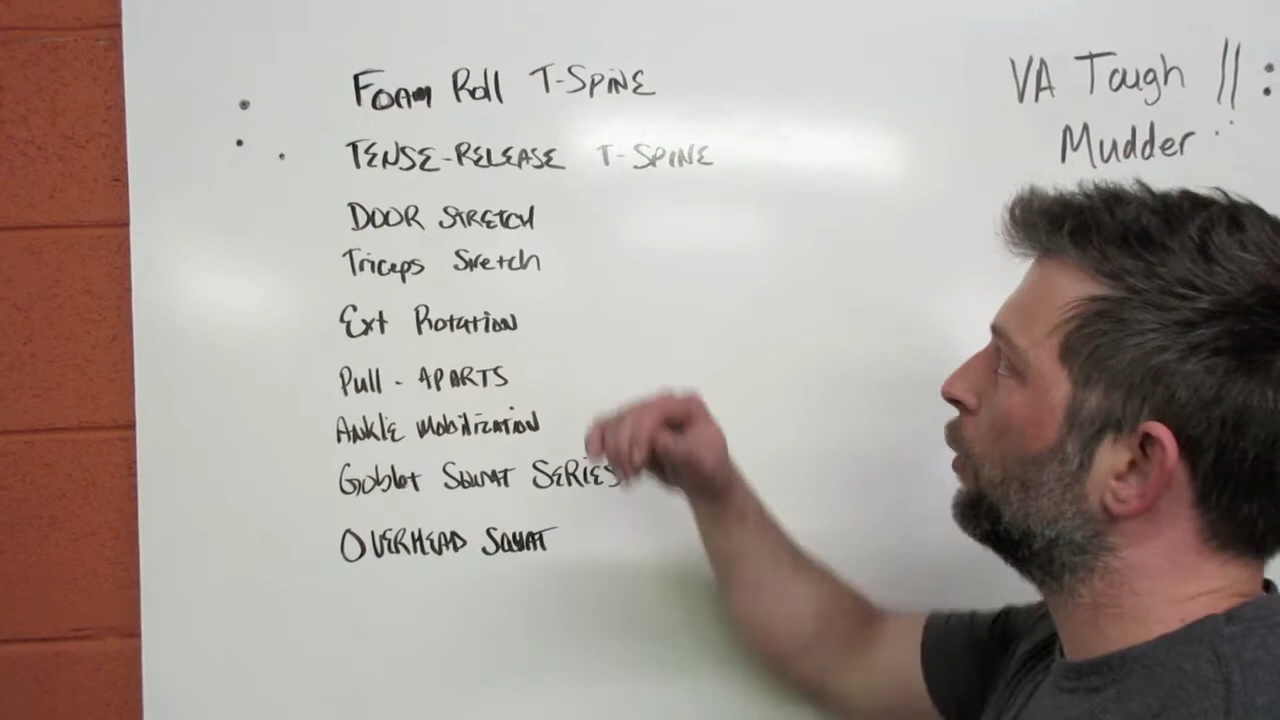 Foam Roll T-SPINE
TENSE-RELEASE T-SPINE
DOOR STRETCH
Triceps Stretch
Ext Rotation
Pull-APARTS
Ankle Mobilization
Goblet Squat SERIES
OVERHEAD SQUAT
VA Tough || :
Mudder